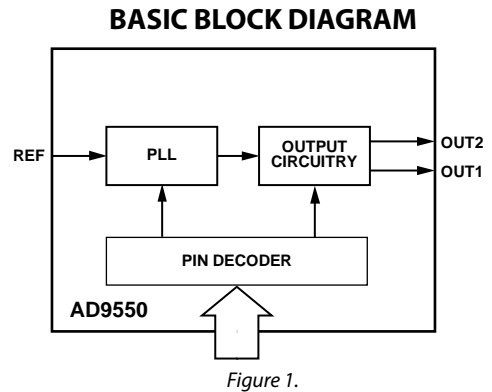 BASIC BLOCK DIAGRAM
REF
PLL
OUTPUT
CIRCUITRY
OUT2
OUT1
PIN DECODER
AD9550
Figure 1.